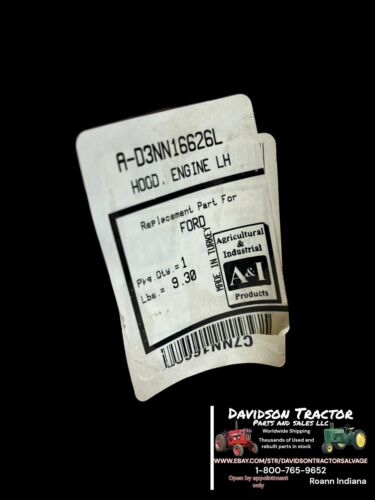 A-D3NN16626L
HOOD, ENGINE LH
Replacement Part For
FORD
MADE IN TURKEY
Agricultural
&
Industrial
A&I
Products
Pkg Qty = 1
Lbs = 9.30
DAVIDSON TRACTOR
PARTS AND SALES LLC
Worldwide Shipping
Thousands of Used and
rebuilt parts in stock
WWW.EBAY.COM/STR/DAVIDSONTRACTORSALVAGE
1-800-765-9652
Open by appointment
only
Roann Indiana